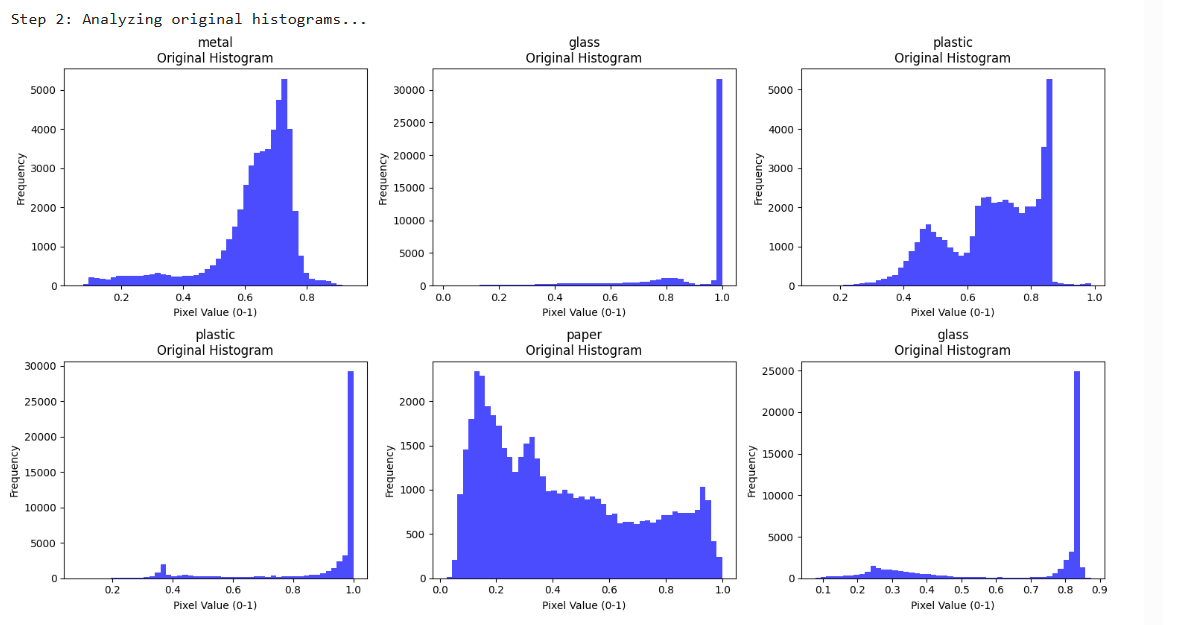 Step 2: Analyzing original histograms...
metal
Original Histogram
Frequency
5000
4000
3000
2000
1000
0
0.2 0.4 0.6 0.8
Pixel Value (0-1)
glass
Original Histogram
Frequency
30000
25000
20000
15000
10000
5000
0
0.0 0.2 0.4 0.6 0.8 1.0
Pixel Value (0-1)
plastic
Original Histogram
Frequency
5000
4000
3000
2000
1000
0
0.2 0.4 0.6 0.8 1.0
Pixel Value (0-1)
plastic
Original Histogram
Frequency
30000
25000
20000
15000
10000
5000
0
0.2 0.4 0.6 0.8 1.0
Pixel Value (0-1)
paper
Original Histogram
Frequency
2000
1500
1000
500
0
0.0 0.2 0.4 0.6 0.8 1.0
Pixel Value (0-1)
glass
Original Histogram
Frequency
25000
20000
15000
10000
5000
0
0.1 0.2 0.3 0.4 0.5 0.6 0.7 0.8 0.9
Pixel Value (0-1)